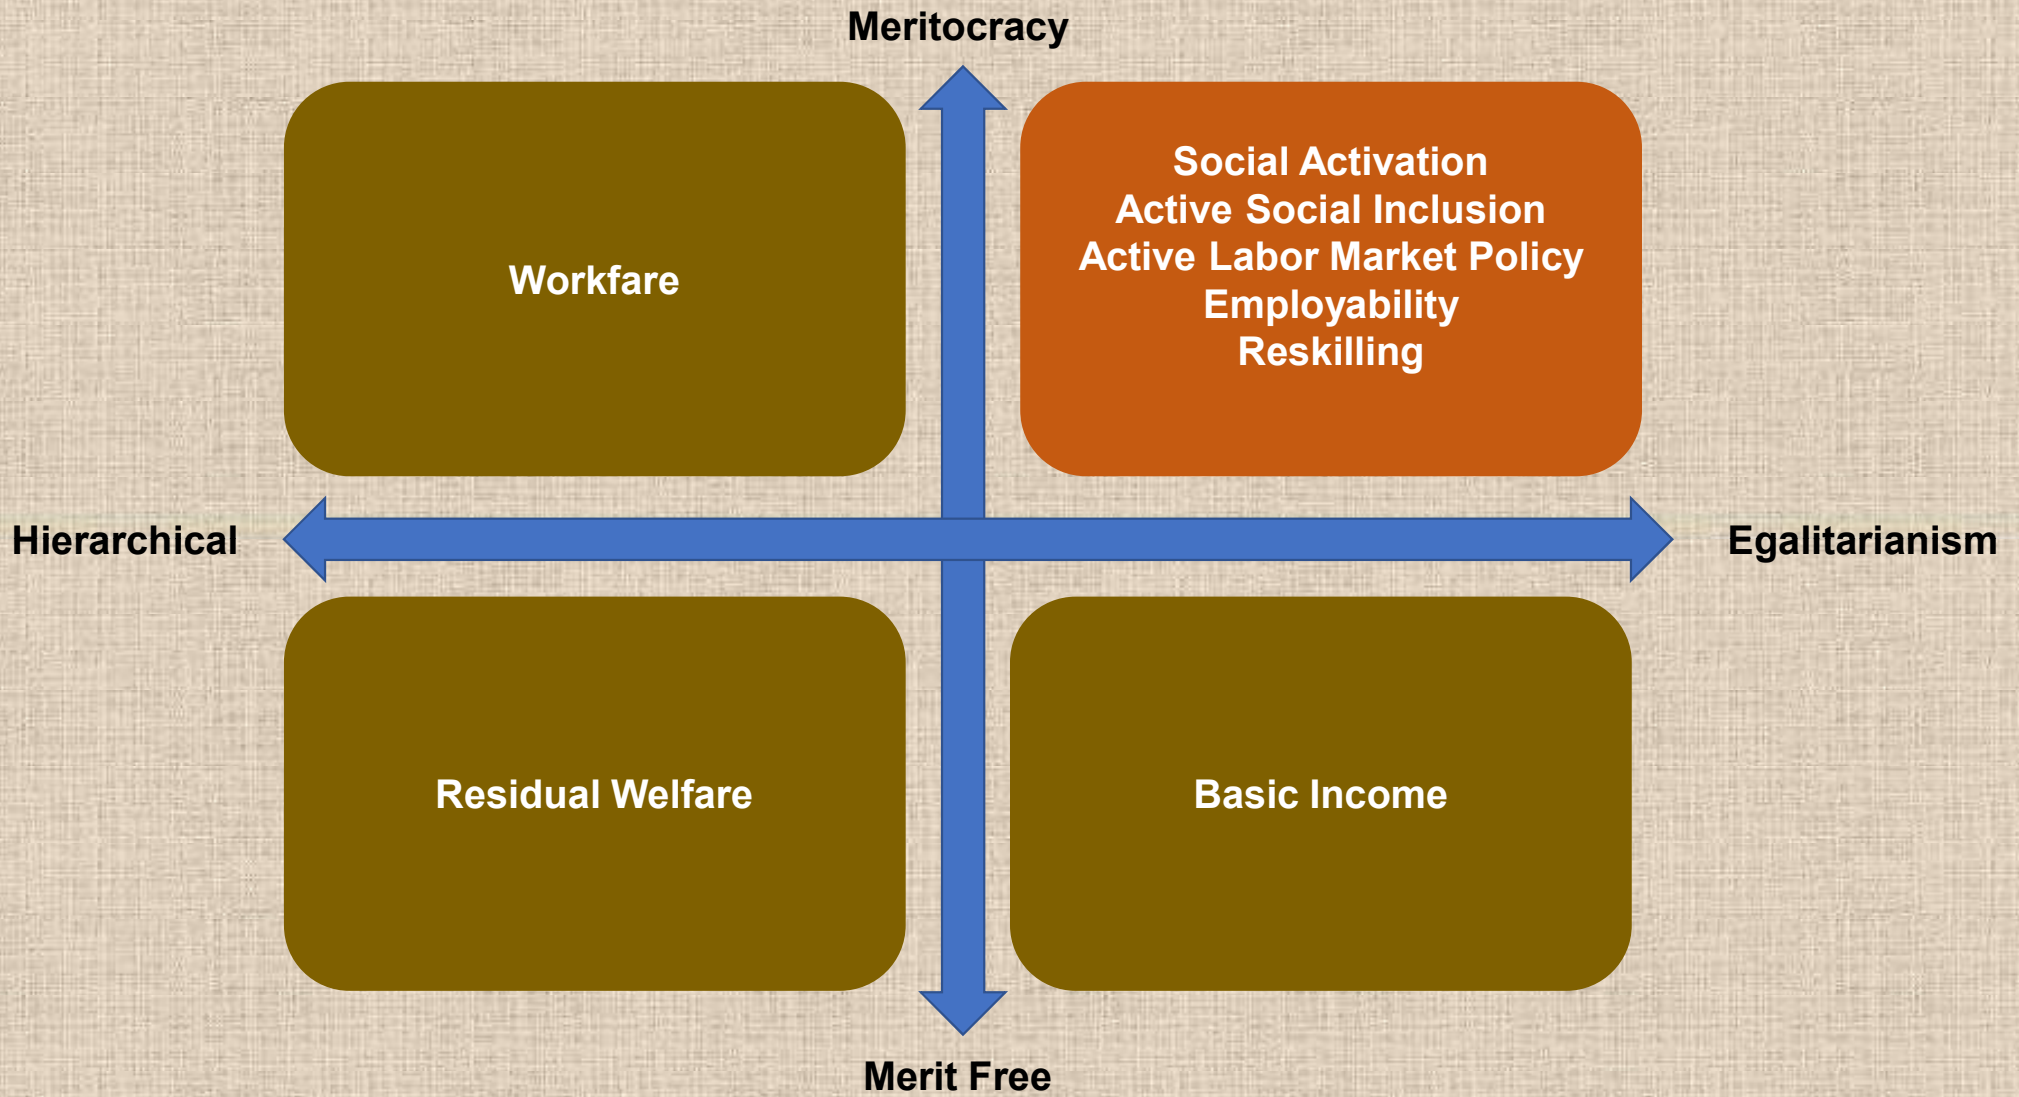 Meritocracy
Workfare
Social Activation
Active Social Inclusion
Active Labor Market Policy
Employability
Reskilling
Hierarchical
Egalitarianism
Residual Welfare
Basic Income
Merit Free